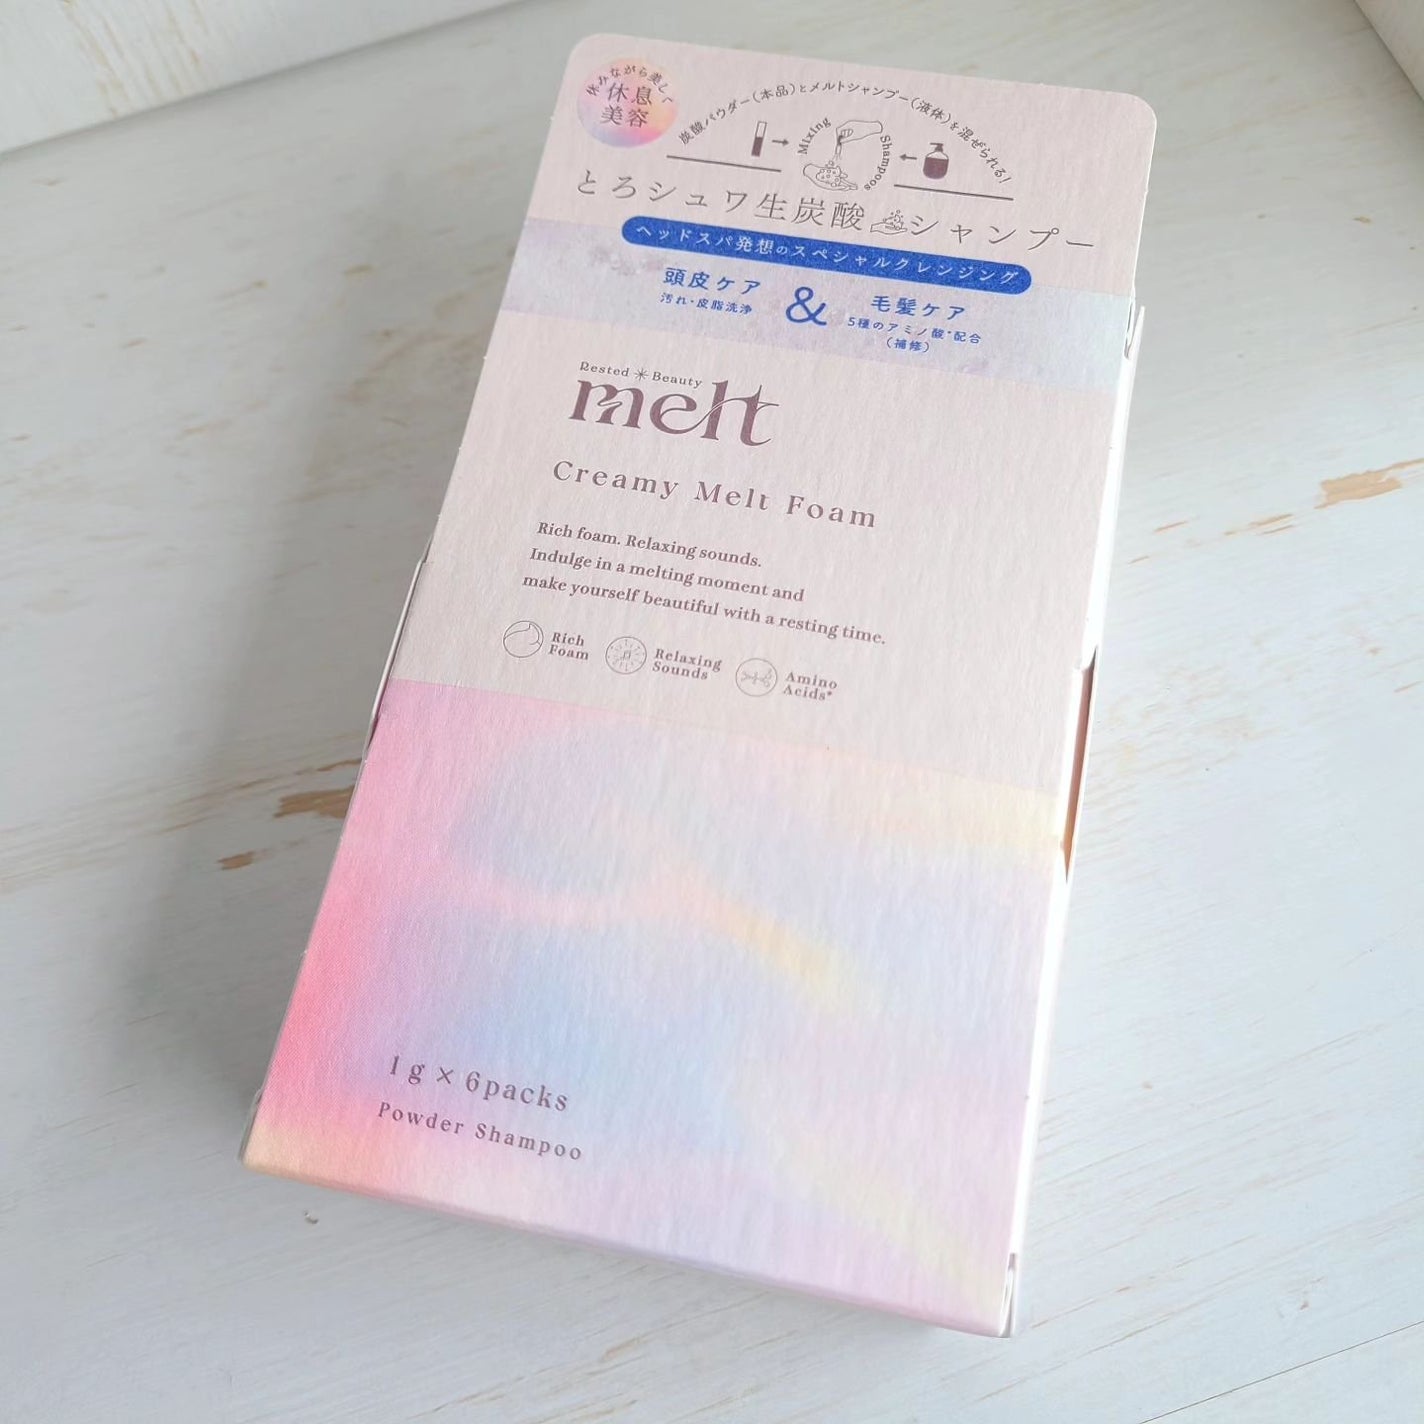 休みながら美しく
休息
美容
炭酸パウダー(本品)とメルトシャンプー(液体)を混ぜられる!
Mixing
Shampoos
とろシュワ生炭酸シャンプー
ヘッドスパ発想のスペシャルクレンジング
頭皮ケア
汚れ・皮脂洗浄
&
毛髪ケア
5種のアミノ酸*配合
(補修)
Rested Beauty
melt
Creamy Melt Foam
Rich foam. Relaxing sounds.
Indulge in a melting moment and
make yourself beautiful with a resting time.
Rich
Foam
Relaxing
Sounds
Amino
Acids*
1g×6packs
Powder Shampoo